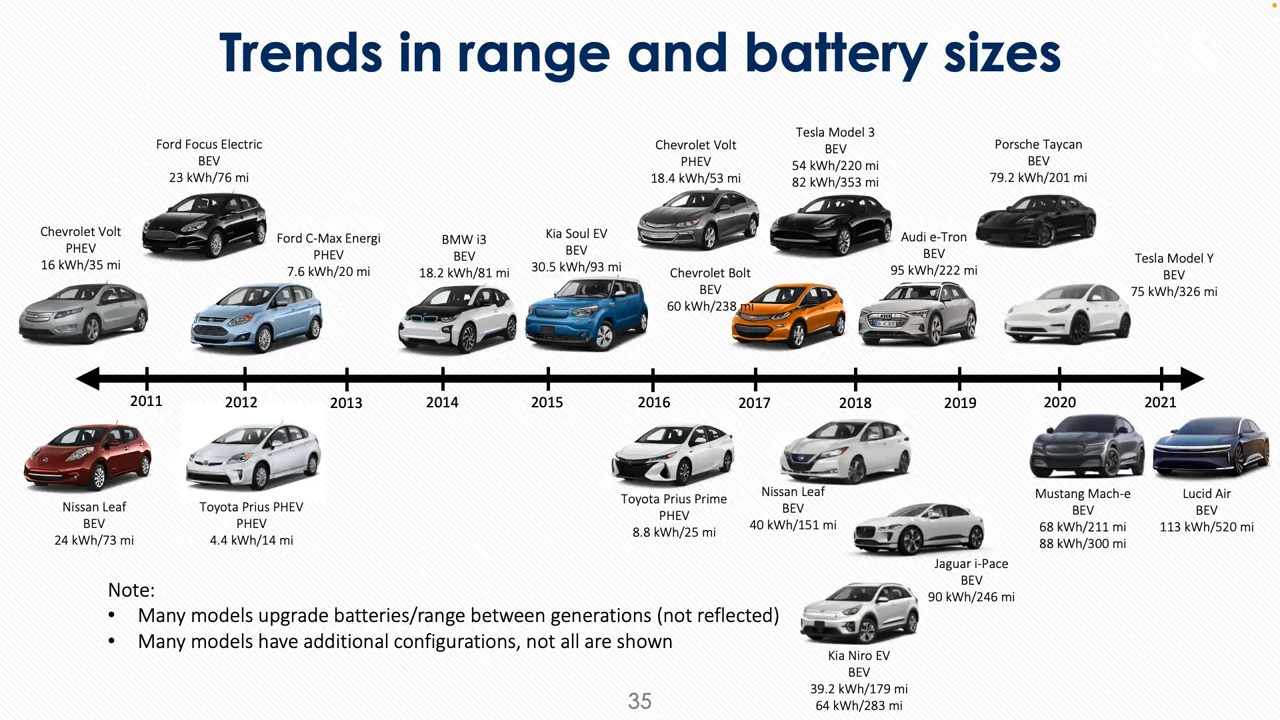 Trends in range and battery sizes
Ford Focus Electric
BEV
23 kWh/76 mi
Chevrolet Volt
PHEV
18.4 kWh/53 mi
Tesla Model 3
BEV
54 kWh/220 mi
82 kWh/353 mi
Porsche Taycan
BEV
79.2 kWh/201 mi
Chevrolet Volt
PHEV
16 kWh/35 mi
Ford C-Max Energi
PHEV
7.6 kWh/20 mi
BMW i3
BEV
18.2 kWh/81 mi
Kia Soul EV
BEV
30.5 kWh/93 mi
Chevrolet Bolt
BEV
60 kWh/238 mi
Audi e-Tron
BEV
95 kWh/222 mi
Tesla Model Y
BEV
75 kWh/326 mi
2011 2012 2013 2014 2015 2016 2017 2018 2019 2020 2021
Nissan Leaf
BEV
24 kWh/73 mi
Toyota Prius PHEV
PHEV
4.4 kWh/14 mi
Toyota Prius Prime
PHEV
8.8 kWh/25 mi
Nissan Leaf
BEV
40 kWh/151 mi
Jaguar i-Pace
BEV
90 kWh/246 mi
Kia Niro EV
BEV
39.2 kWh/179 mi
64 kWh/283 mi
Mustang Mach-e
BEV
68 kWh/211 mi
88 kWh/300 mi
Lucid Air
BEV
113 kWh/520 mi
Note:
• Many models upgrade batteries/range between generations (not reflected)
• Many models have additional configurations, not all are shown
35